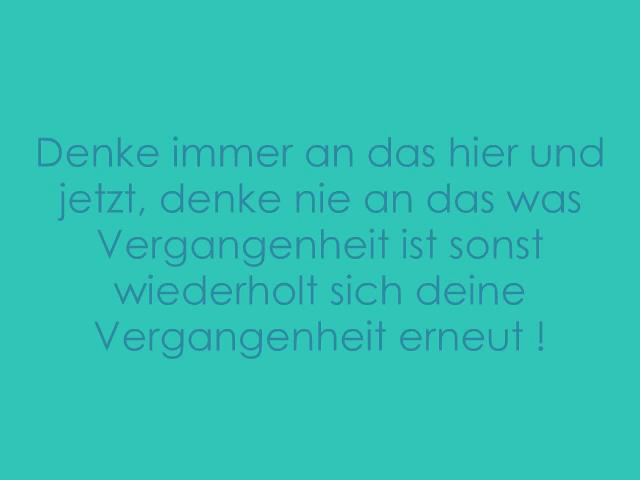 Denke immer an das hier und
jetzt, denke nie an das was
Vergangenheit ist sonst
wiederholt sich deine
Vergangenheit erneut !